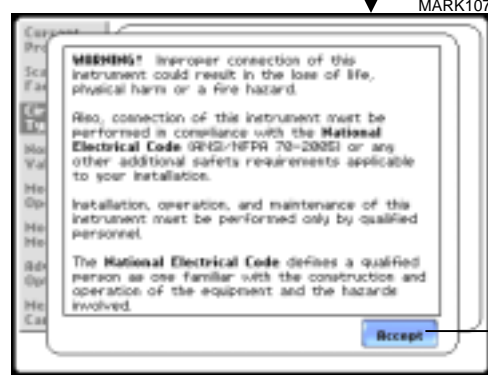 MARK107
WARNING! Improper connection of this
instrument could result in the loss of life,
physical harm or a fire hazard.
Also, connection of this instrument must be
performed in compliance with the National
Electrical Code (ANSI/NFPA 70-2005) or any
other additional safety requirements applicable
to your installation.
Installation, operation, and maintenance of this
instrument must be performed only by qualified
personnel.
The National Electrical Code defines a qualified
person as one familiar with the construction and
operation of the equipment and the hazards
involved.
Accept